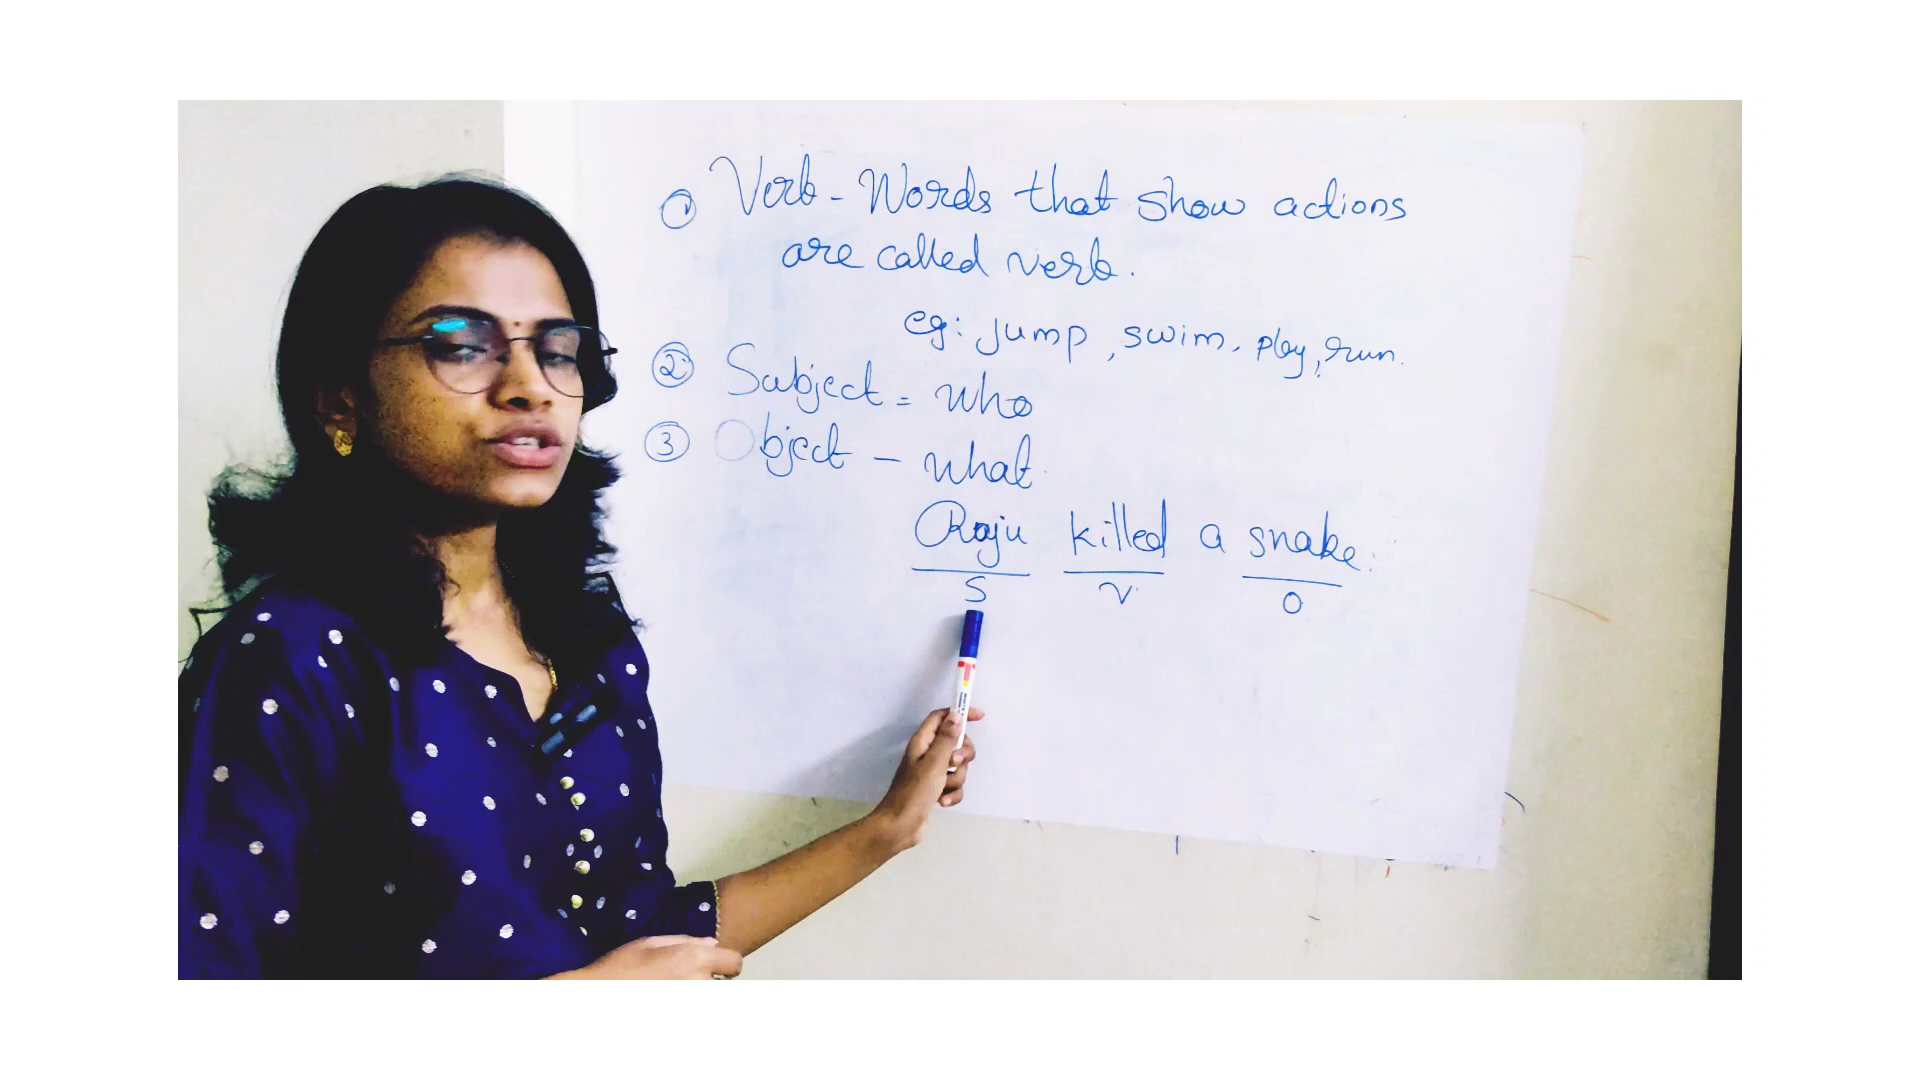 ① Verb - Words that show actions
are called verb.
eg: jump, swim, play, run.
② Subject = who
③ Object - what
Raju killed a snake.
S V O